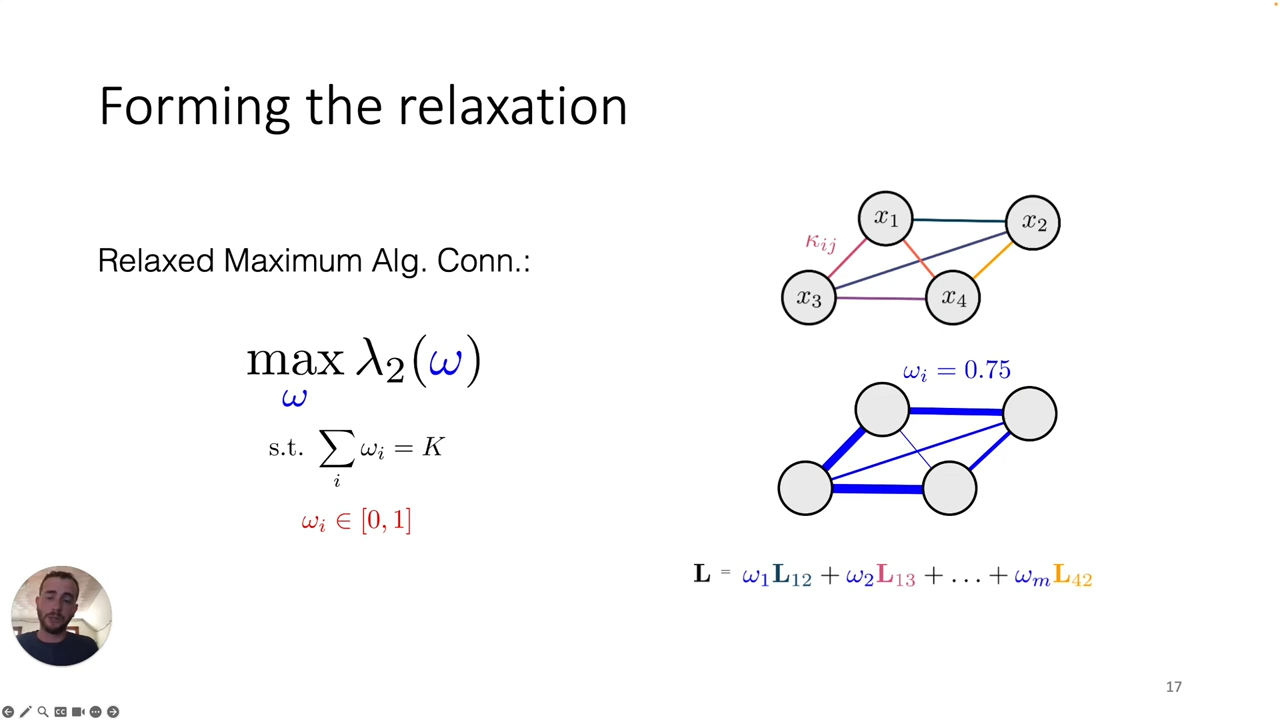 Forming the relaxation
Relaxed Maximum Alg. Conn.:
max λ₂(ω)
ω
s.t. ∑ ωᵢ = K
i
ωᵢ ∈ [0, 1]
x₁
x₂
κᵢⱼ
x₃
x₄
ωᵢ = 0.75
L = ω₁L₁₂ + ω₂L₁₃ + … + ωₘL₄₂
17
CC